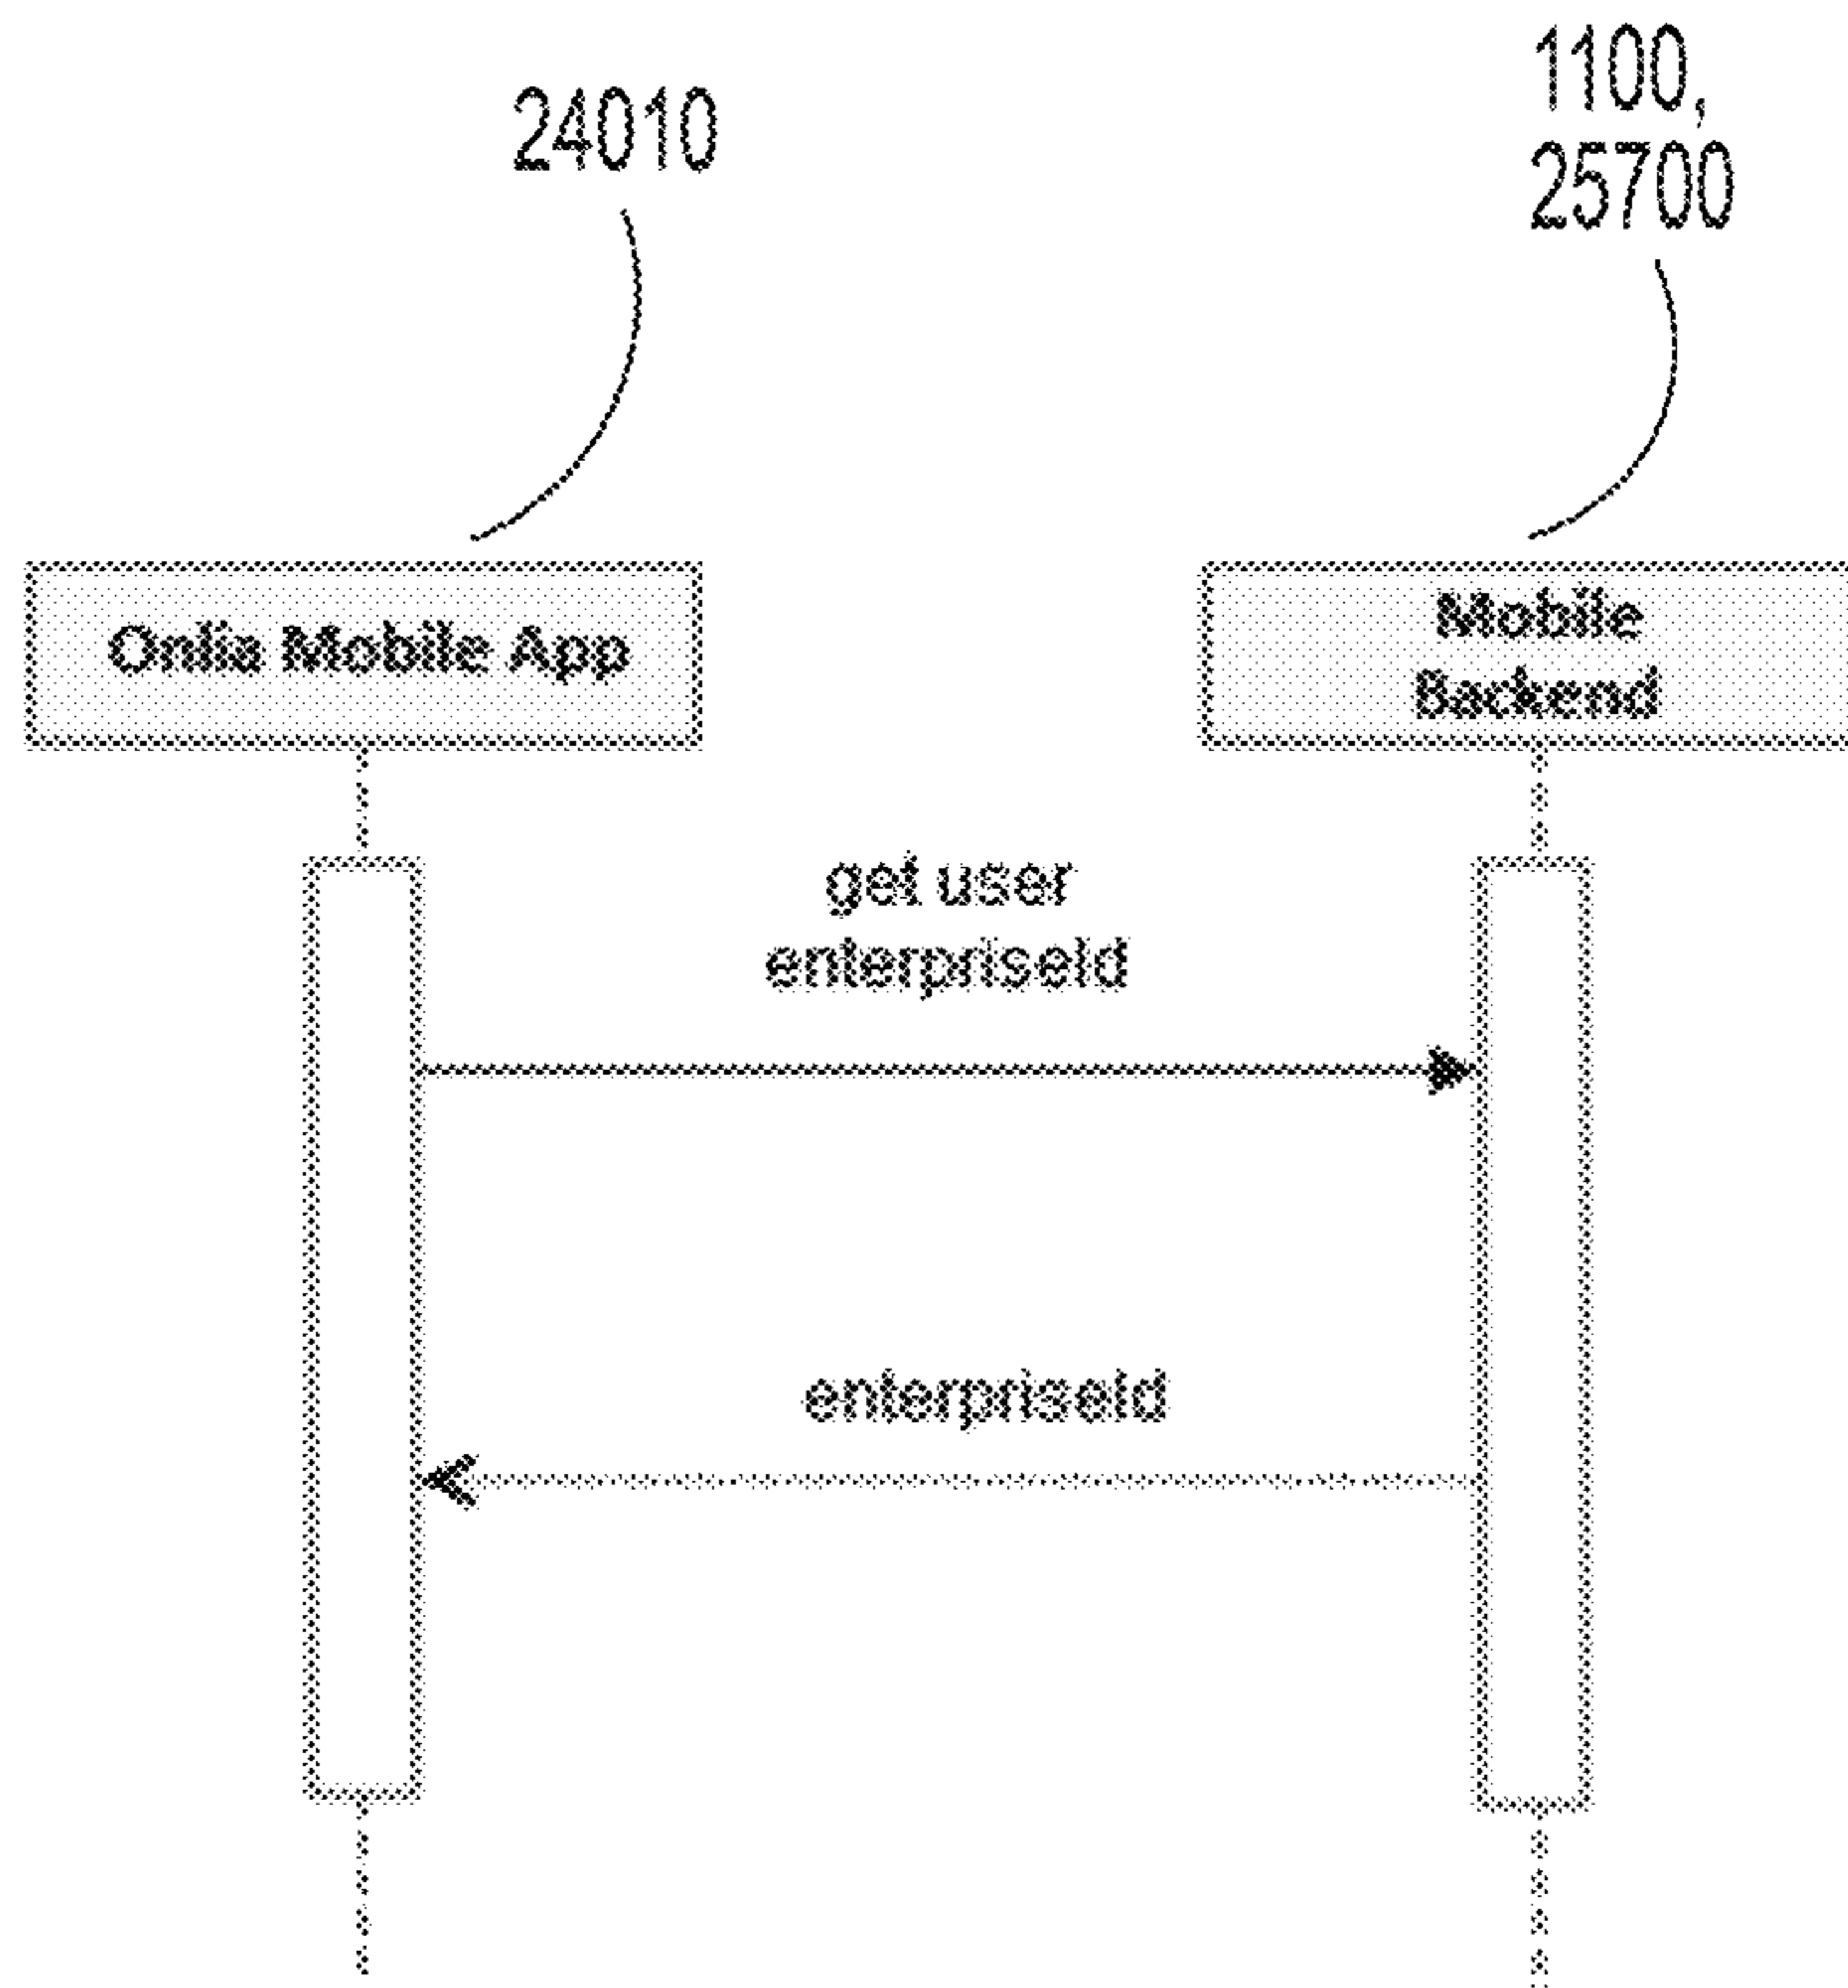 24010
1100,
25700
Onlia Mobile App
Mobile
Backend
get user
enterpriseId
enterpriseId